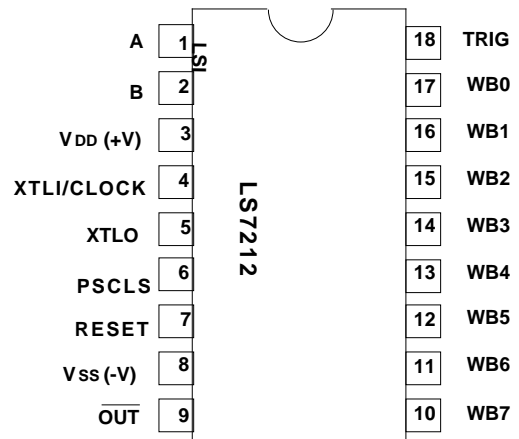 A 1 LSI 18 TRIG
B 2 17 WB0
VDD (+V) 3 16 WB1
XTLI/CLOCK 4 15 WB2
XTLO 5 14 WB3
PSCLS 6 13 WB4
RESET 7 12 WB5
VSS (-V) 8 11 WB6
OUT 9 10 WB7
LS7212